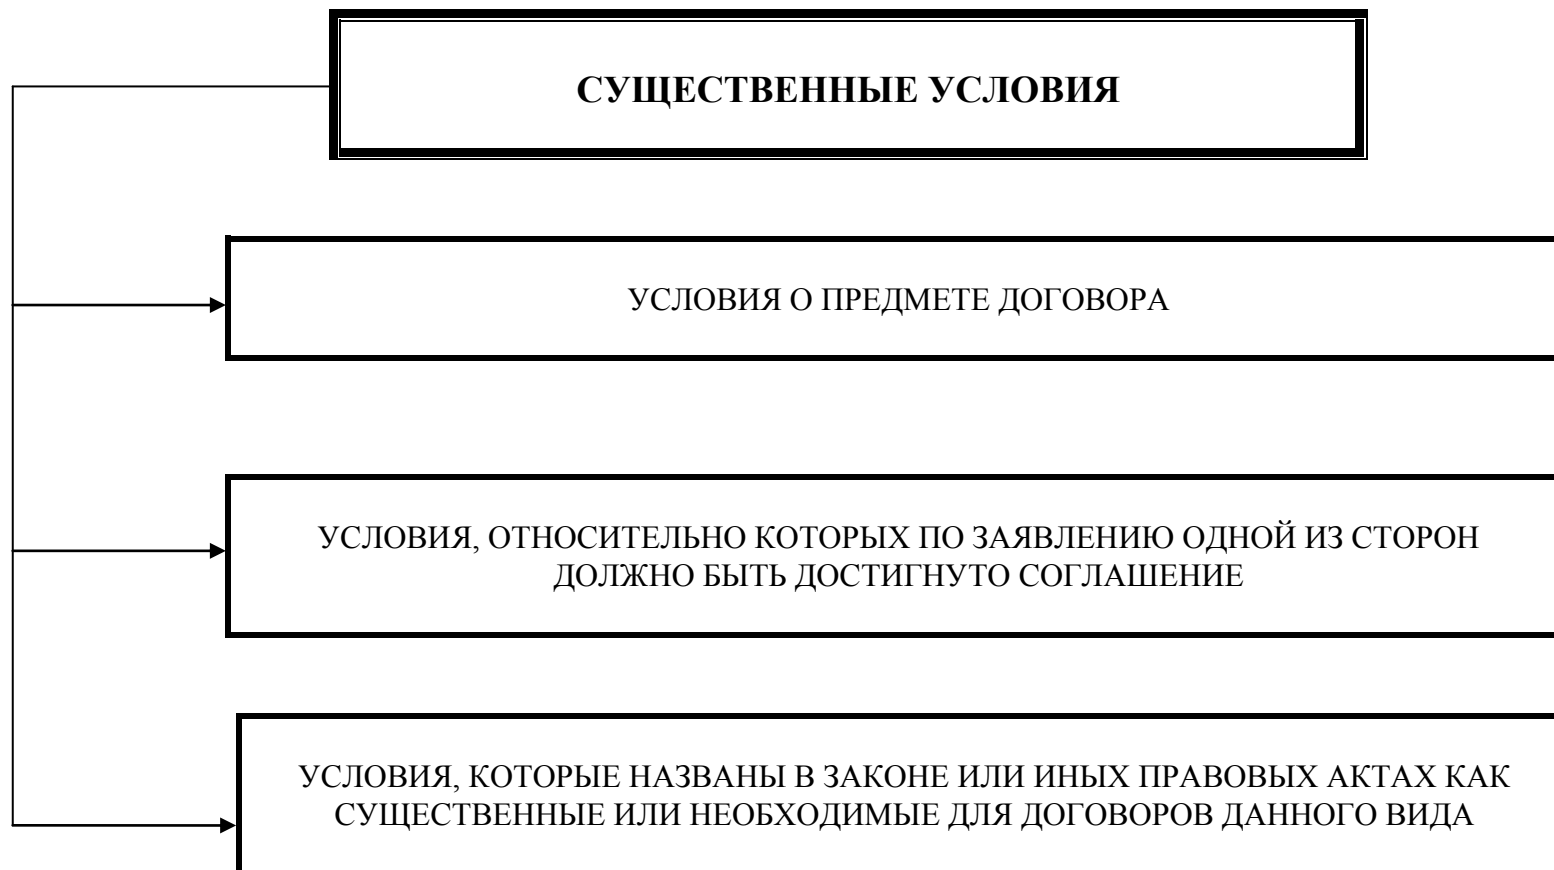 СУЩЕСТВЕННЫЕ УСЛОВИЯ
УСЛОВИЯ О ПРЕДМЕТЕ ДОГОВОРА
УСЛОВИЯ, ОТНОСИТЕЛЬНО КОТОРЫХ ПО ЗАЯВЛЕНИЮ ОДНОЙ ИЗ СТОРОН
ДОЛЖНО БЫТЬ ДОСТИГНУТО СОГЛАШЕНИЕ
УСЛОВИЯ, КОТОРЫЕ НАЗВАНЫ В ЗАКОНЕ ИЛИ ИНЫХ ПРАВОВЫХ АКТАХ КАК
СУЩЕСТВЕННЫЕ ИЛИ НЕОБХОДИМЫЕ ДЛЯ ДОГОВОРОВ ДАННОГО ВИДА